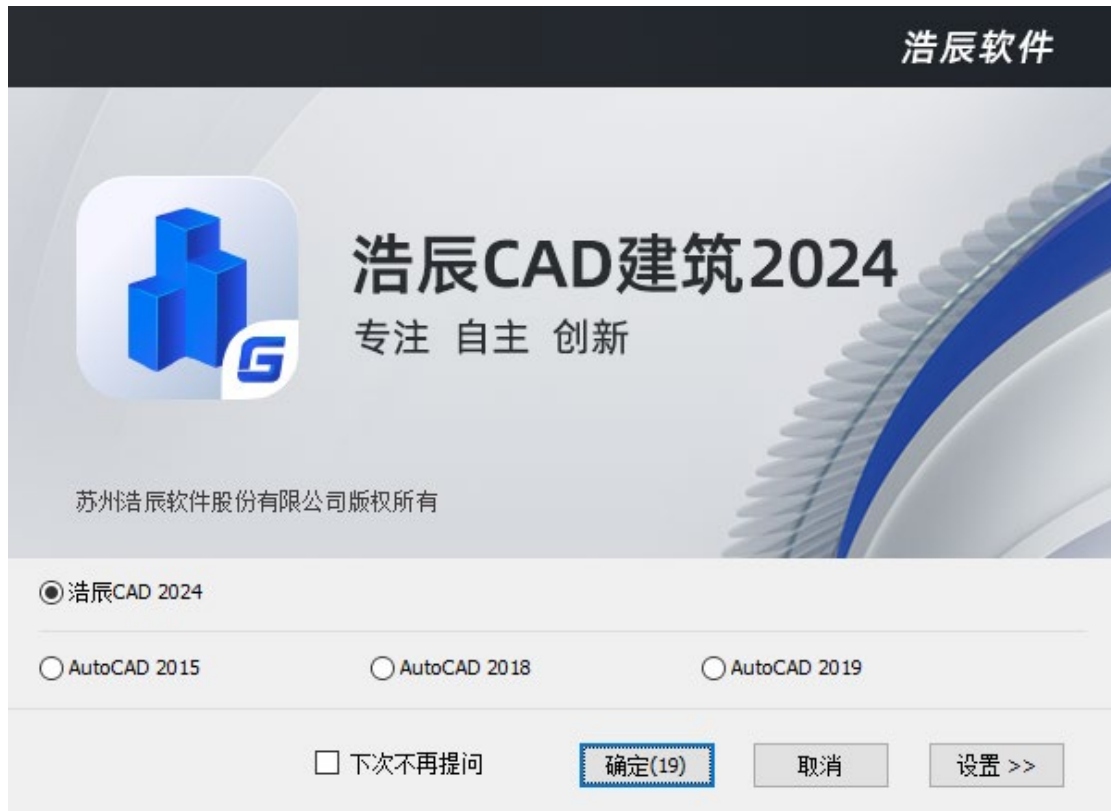 浩辰软件
浩辰CAD建筑2024
专注 自主 创新
苏州浩辰软件股份有限公司版权所有
浩辰CAD 2024
AutoCAD 2015 AutoCAD 2018 AutoCAD 2019
下次不再提问 确定(19) 取消 设置 >>